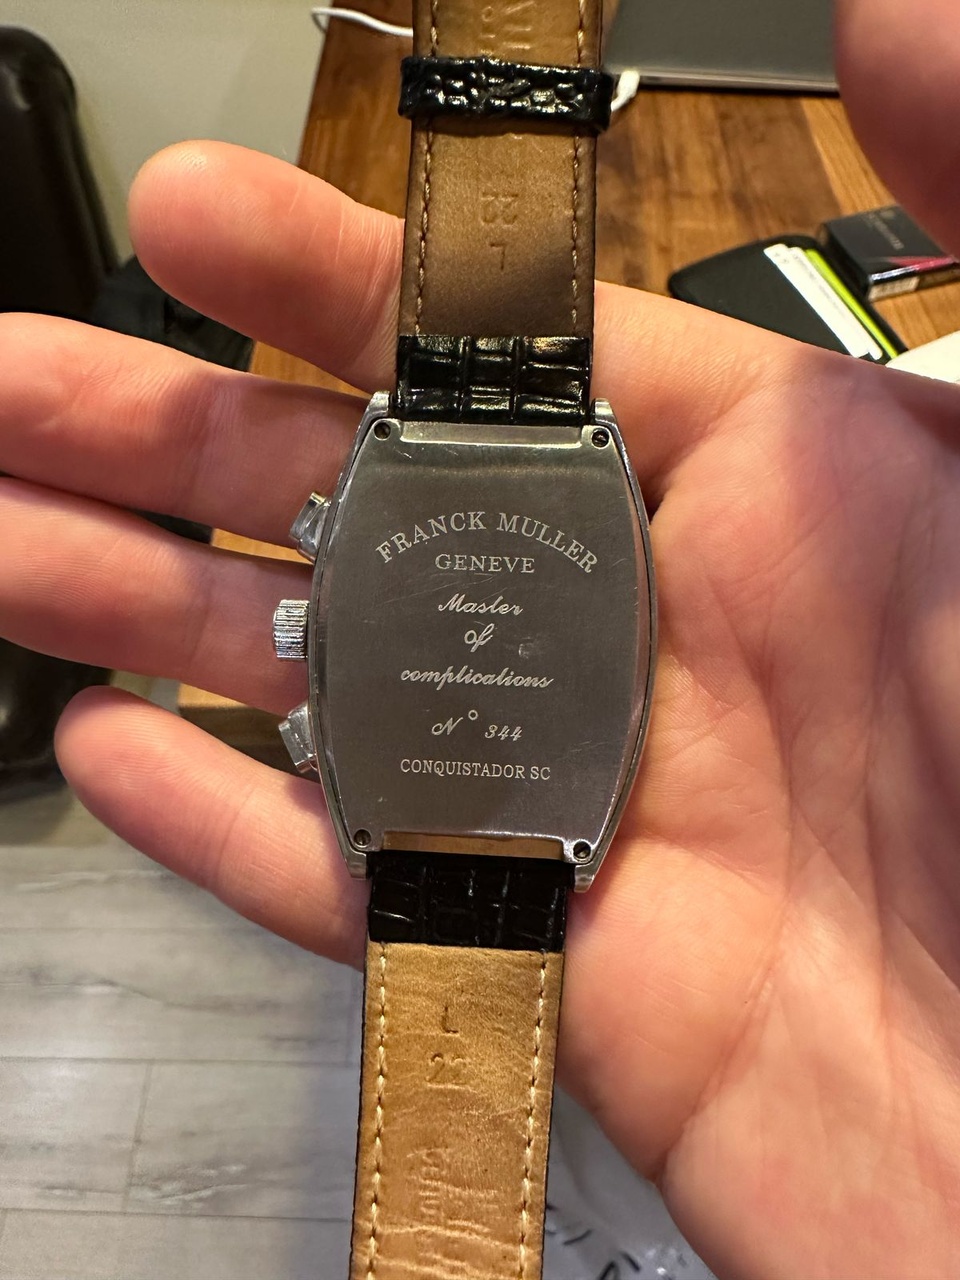 22
L
FRANCK MULLER
GENEVE
Master
of
complications
N° 344
CONQUISTADOR SC
L
22